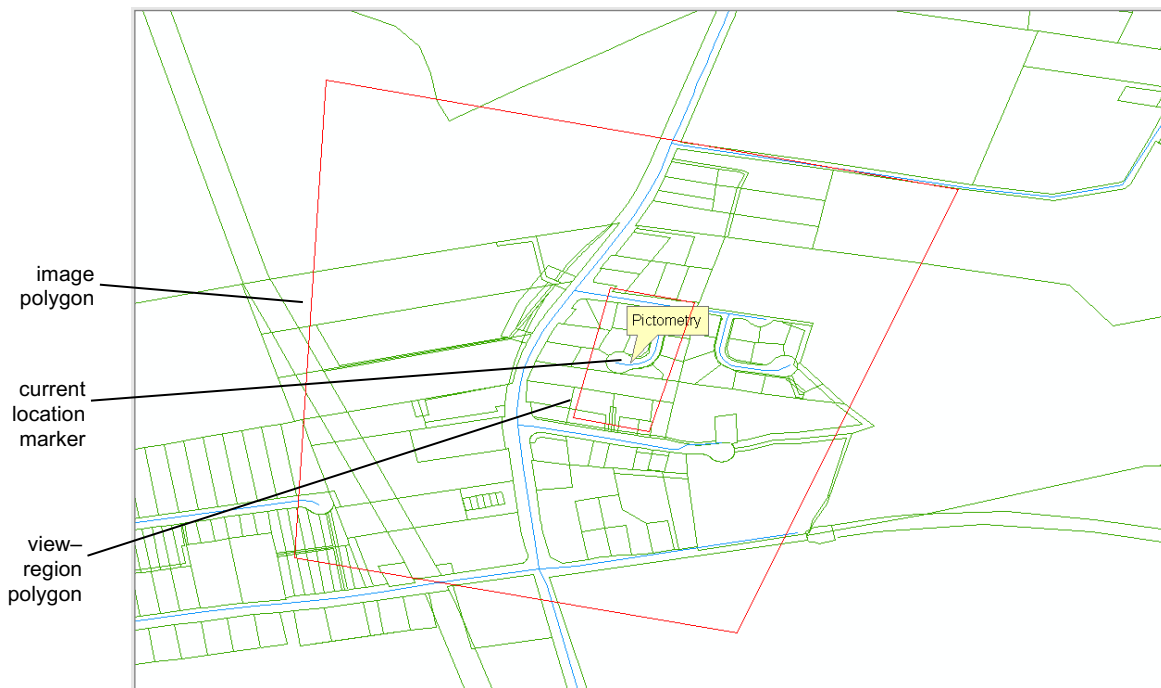 image
polygon
Pictometry
current
location
marker
view–
region
polygon